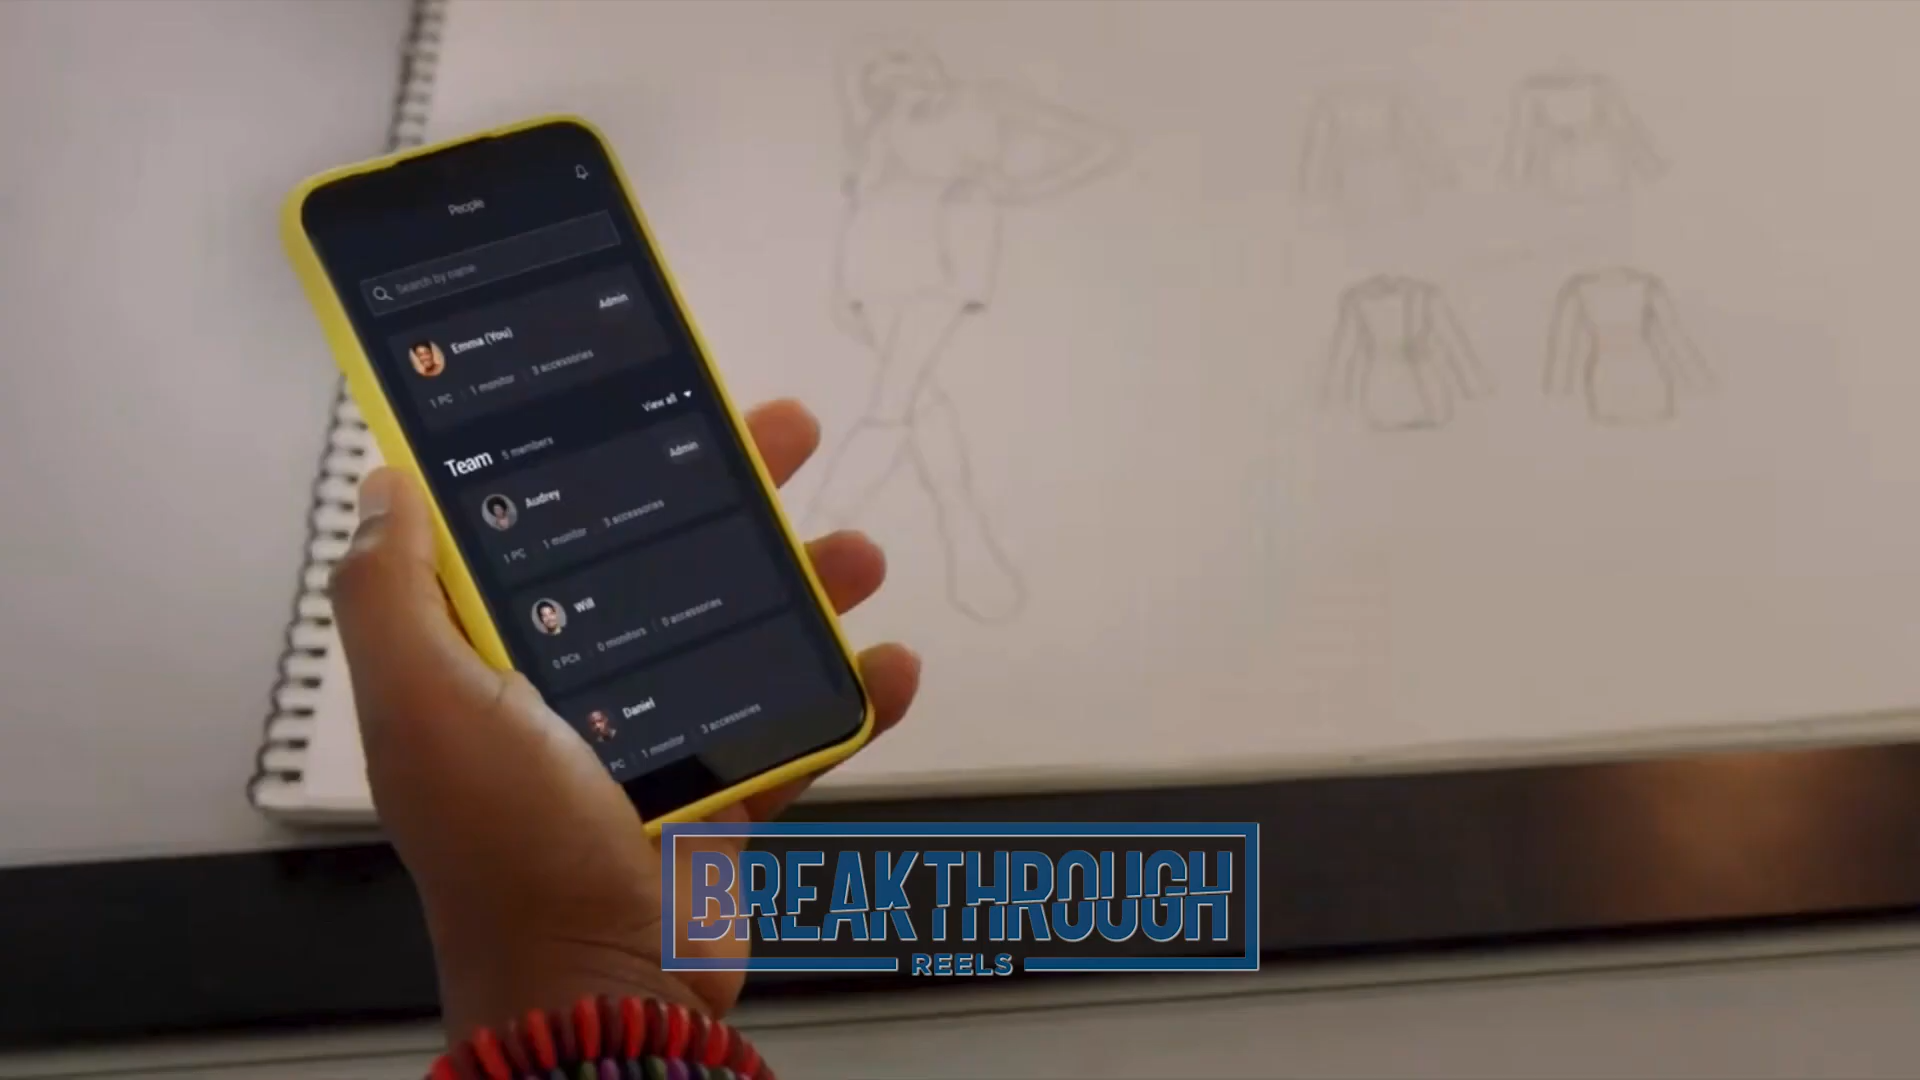 People
Search by name
Emma (You)
Admin
1 PC
1 monitor
3 accessories
View all
Team
5 members
Audrey
Admin
1 PC
1 monitor
3 accessories
Will
0 PCs
0 monitors
0 accessories
Daniel
PC
1 monitor
3 accessories
BREAKTHROUGH
REELS